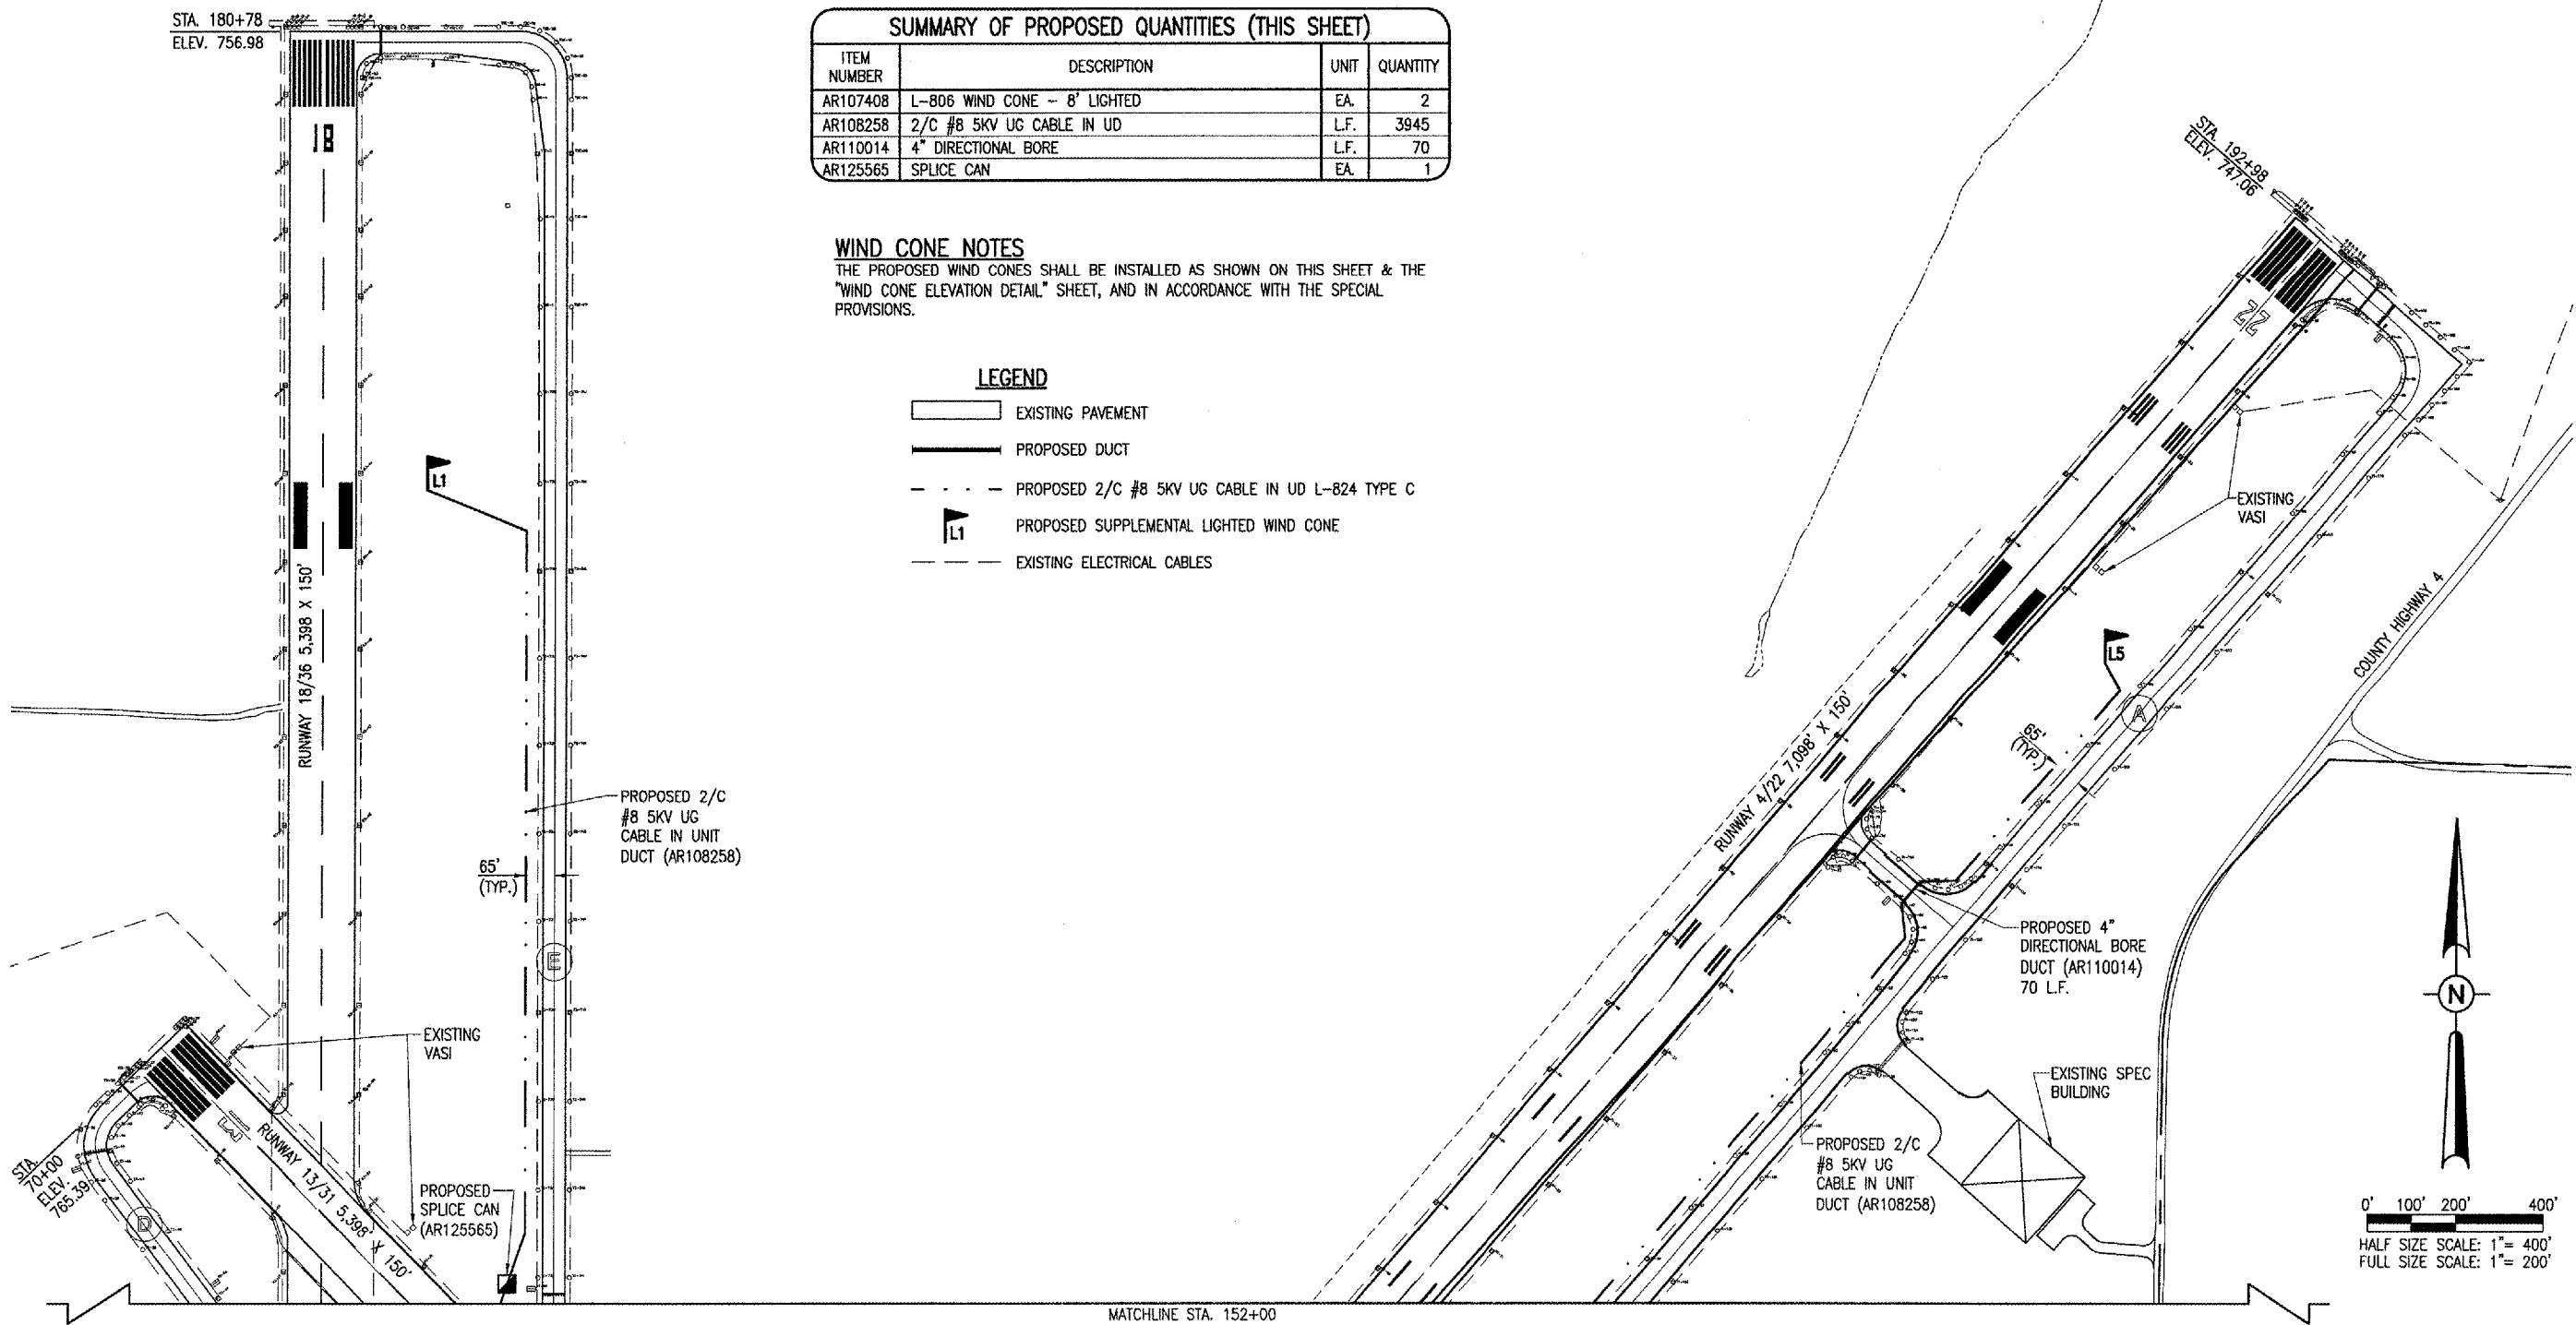 STA. 180+78
ELEV. 756.98
18
RUNWAY 18/36 5,398 X 150'
L1
PROPOSED 2/C
#8 5KV UG
CABLE IN UNIT
DUCT (AR108258)
65'
(TYP.)
E
EXISTING
VASI
13
RUNWAY 13/31 5,398' X 150'
STA.
70+00
ELEV.
765.39
D
PROPOSED
SPLICE CAN
(AR125565)
SUMMARY OF PROPOSED QUANTITIES (THIS SHEET)
ITEM NUMBER DESCRIPTION UNIT QUANTITY
AR107408 L-806 WIND CONE - 8' LIGHTED EA. 2
AR108258 2/C #8 5KV UG CABLE IN UD L.F. 3945
AR110014 4" DIRECTIONAL BORE L.F. 70
AR125565 SPLICE CAN EA. 1
WIND CONE NOTES
THE PROPOSED WIND CONES SHALL BE INSTALLED AS SHOWN ON THIS SHEET & THE
"WIND CONE ELEVATION DETAIL" SHEET, AND IN ACCORDANCE WITH THE SPECIAL
PROVISIONS.
LEGEND
EXISTING PAVEMENT
PROPOSED DUCT
PROPOSED 2/C #8 5KV UG CABLE IN UD L-824 TYPE C
L1 PROPOSED SUPPLEMENTAL LIGHTED WIND CONE
EXISTING ELECTRICAL CABLES
STA. 192+98
ELEV. 747.06
22
EXISTING
VASI
L5
COUNTY HIGHWAY 4
A
65'
(TYP.)
RUNWAY 4/22 7,098' X 150'
PROPOSED 4"
DIRECTIONAL BORE
DUCT (AR110014)
70 L.F.
N
EXISTING SPEC
BUILDING
PROPOSED 2/C
#8 5KV UG
CABLE IN UNIT
DUCT (AR108258)
0' 100' 200' 400'
HALF SIZE SCALE: 1"= 400'
FULL SIZE SCALE: 1"= 200'
MATCHLINE STA. 152+00